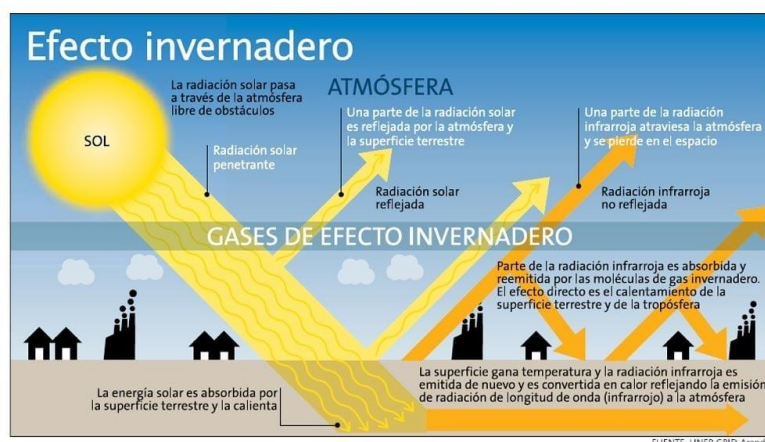 Efecto invernadero
La radiación solar pasa
a través de la atmósfera
libre de obstáculos
SOL
Radiación solar
penetrante
ATMÓSFERA
Una parte de la radiación solar
es reflejada por la atmósfera y
la superficie terrestre
Radiación solar
reflejada
Una parte de la radiación
infrarroja atraviesa la atmósfera
y se pierde en el espacio
Radiación infrarroja
no reflejada
GASES DE EFECTO INVERNADERO
Parte de la radiación infrarroja es absorbida y
reemitida por las moléculas de gas invernadero.
El efecto directo es el calentamiento de la
superficie terrestre y de la tropósfera
La energía solar es absorbida por
la superficie terrestre y la calienta
La superficie gana temperatura y la radiación infrarroja es
emitida de nuevo y es convertida en calor reflejando la emisión
de radiación de longitud de onda (infrarrojo) a la atmósfera